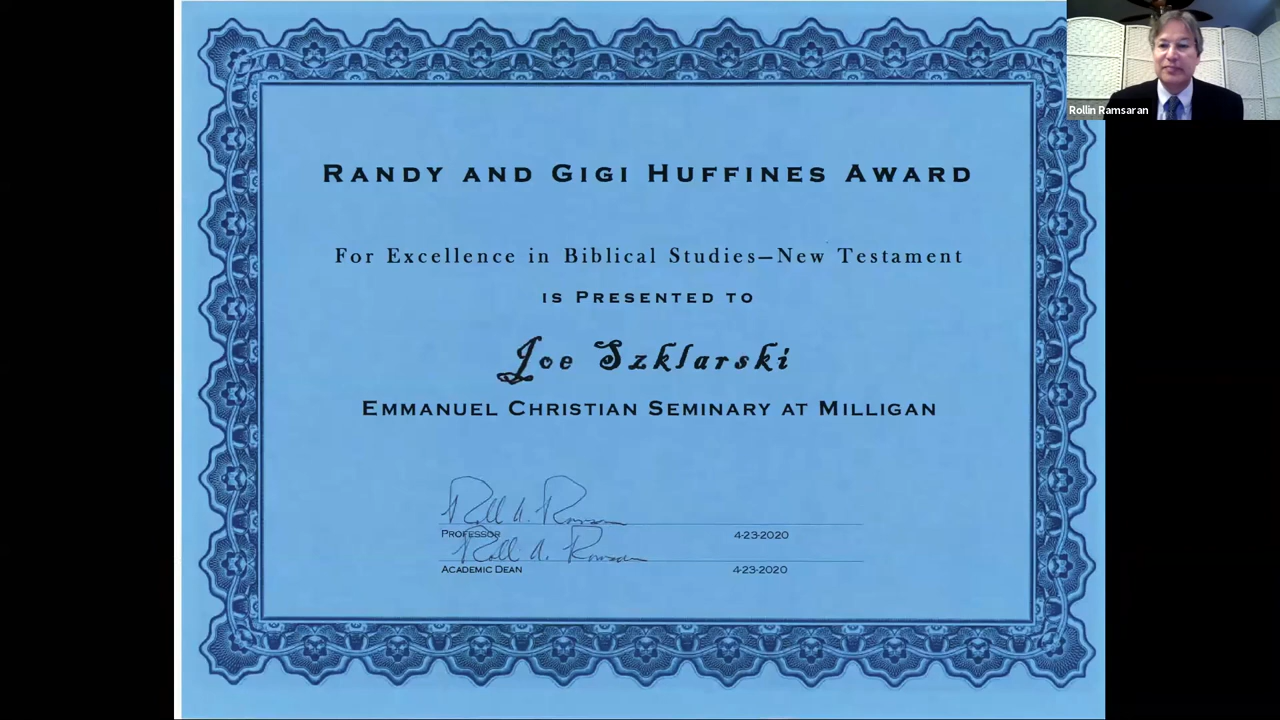 Randy and Gigi Huffines Award
For Excellence in Biblical Studies—New Testament
is Presented to
Joe Szklarski
Emmanuel Christian Seminary at Milligan
Professor 4-23-2020
Academic Dean 4-23-2020
Rollin Ramsaran